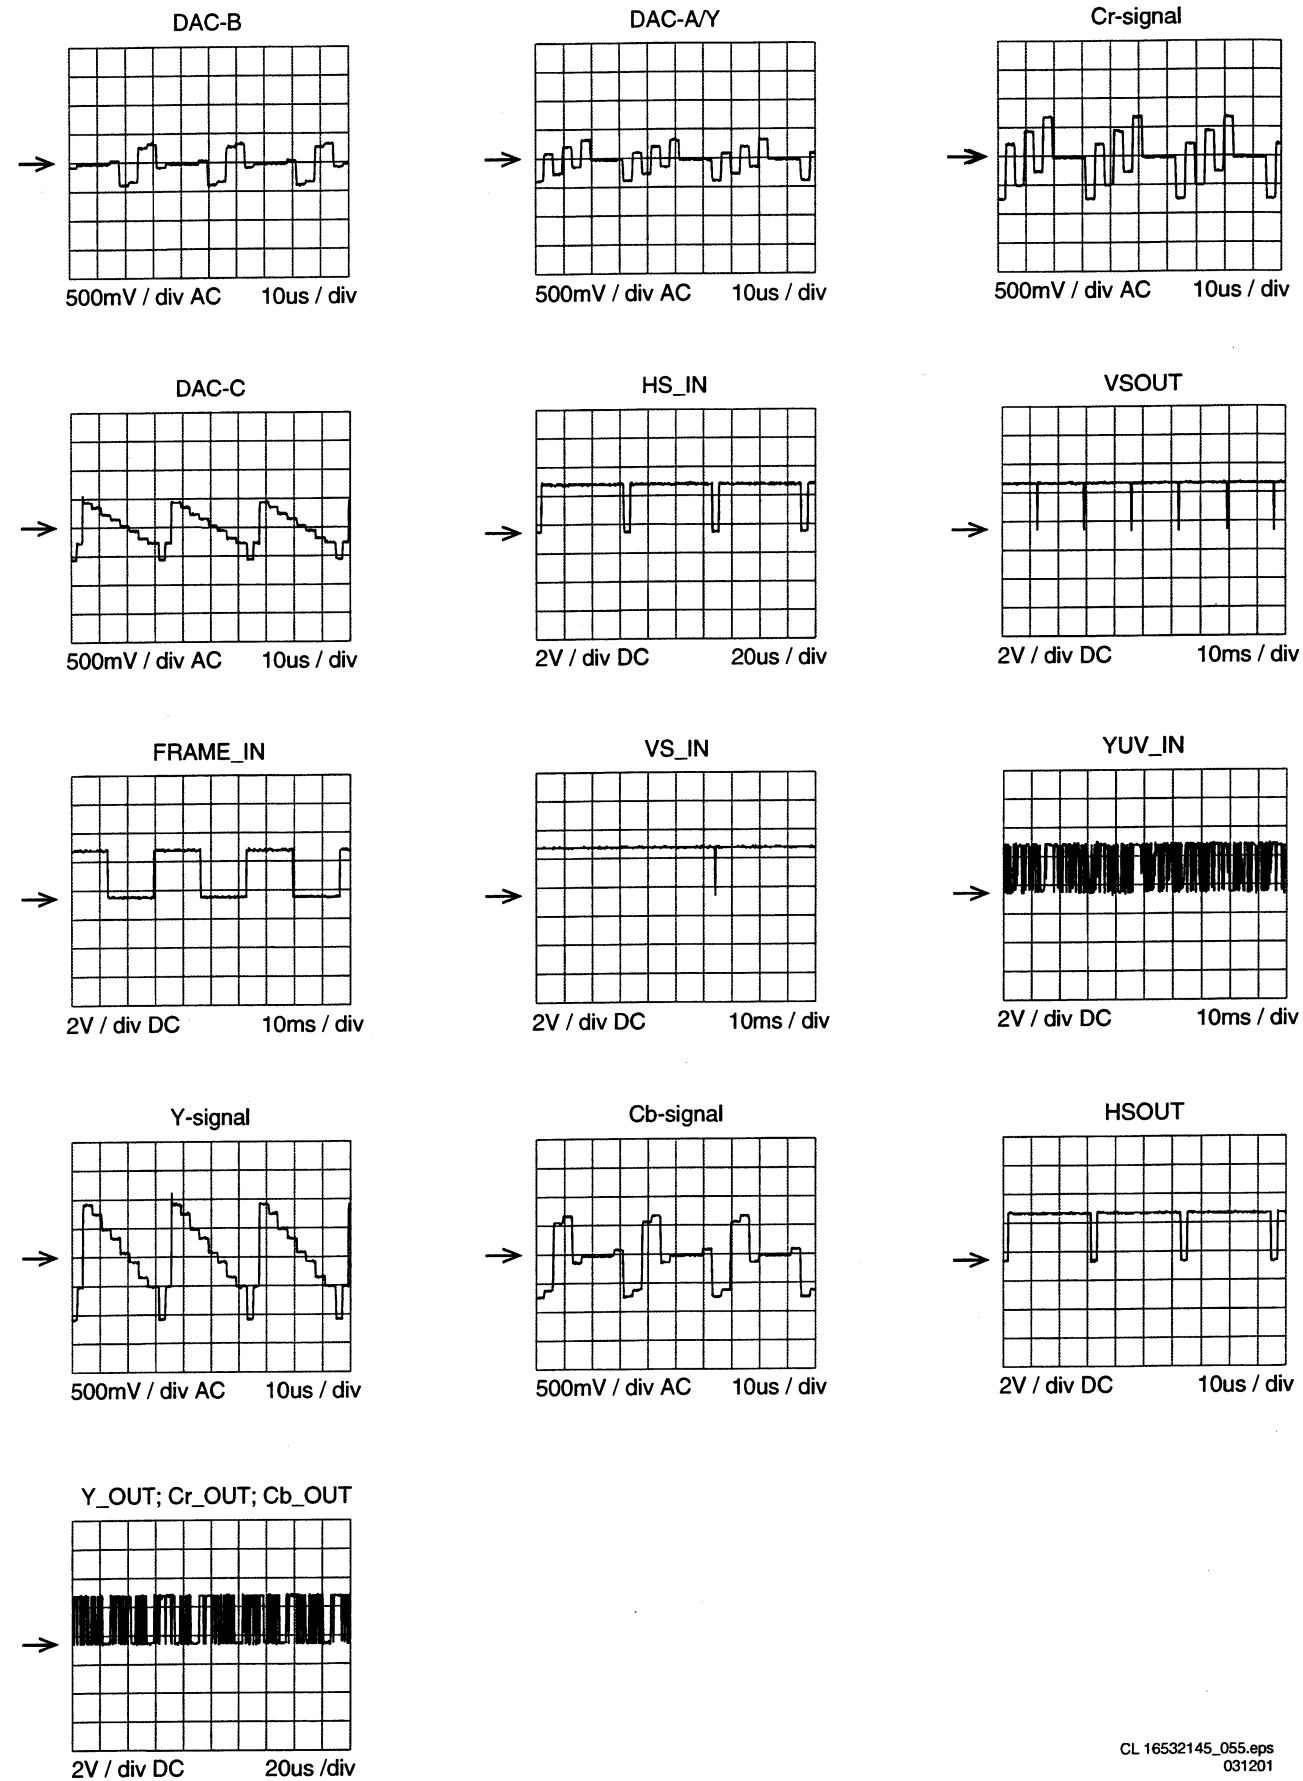 DAC-B
500mV / div AC 10us / div
DAC-A/Y
500mV / div AC 10us / div
Cr-signal
500mV / div AC 10us / div
DAC-C
500mV / div AC 10us / div
HS_IN
2V / div DC 20us / div
VSOUT
2V / div DC 10ms / div
FRAME_IN
2V / div DC 10ms / div
VS_IN
2V / div DC 10ms / div
YUV_IN
2V / div DC 10ms / div
Y-signal
500mV / div AC 10us / div
Cb-signal
500mV / div AC 10us / div
HSOUT
2V / div DC 10us / div
Y_OUT; Cr_OUT; Cb_OUT
2V / div DC 20us /div
CL 16532145_055.eps
031201